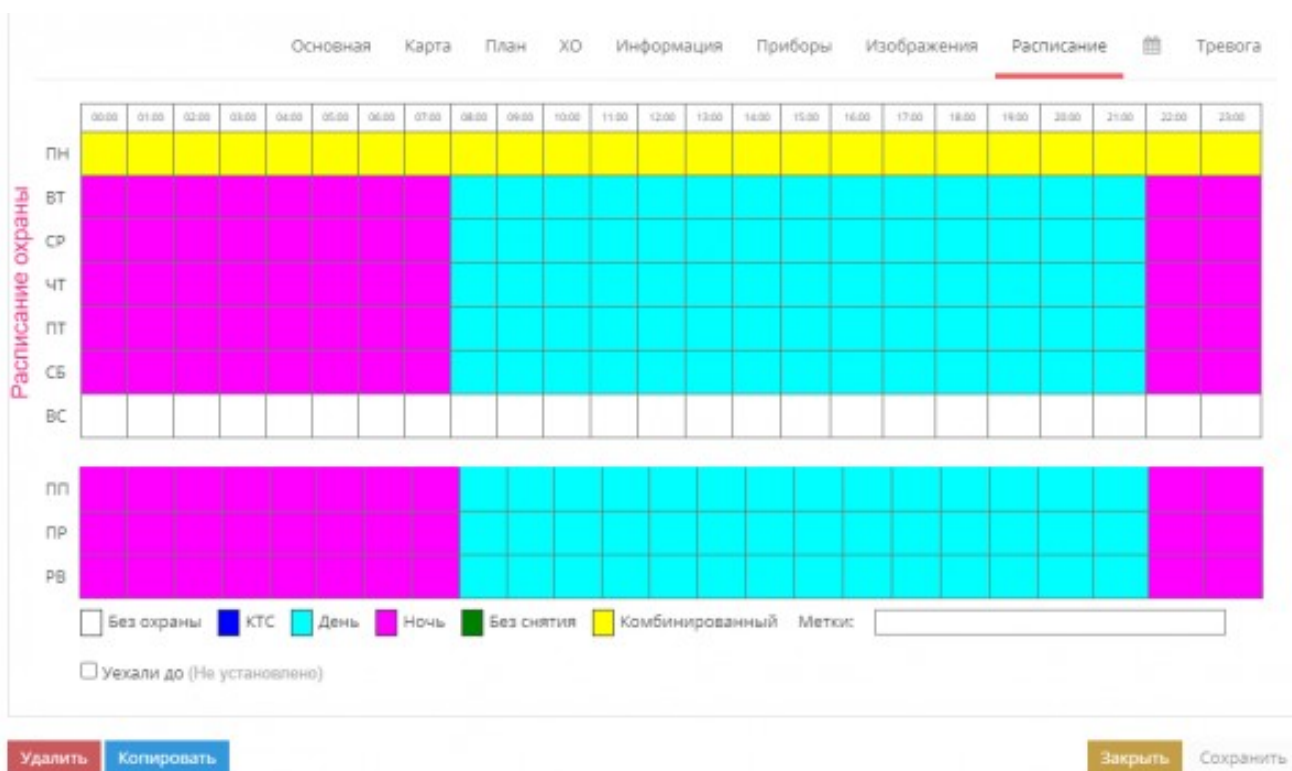 Основная Карта План ХО Информация Приборы Изображения Расписание Тревога
00:00 01:00 02:00 03:00 04:00 05:00 06:00 07:00 08:00 09:00 10:00 11:00 12:00 13:00 14:00 15:00 16:00 17:00 18:00 19:00 20:00 21:00 22:00 23:00
Расписание охраны
ПН
ВТ
СР
ЧТ
ПТ
СБ
ВС
ПП
ПР
РВ
Без охраны КТС День Ночь Без снятия Комбинированный Метки:
Уехали до (Не установлено)
Удалить Копировать Закрыть Сохранить